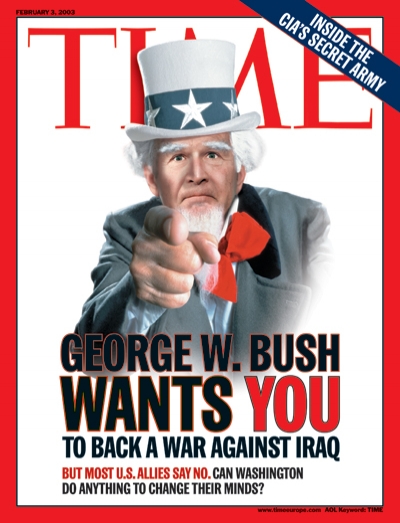 FEBRUARY 3, 2003
INSIDE THE
CIA'S SECRET ARMY
TIME
GEORGE W. BUSH
WANTS YOU
TO BACK A WAR AGAINST IRAQ
BUT MOST U.S. ALLIES SAY NO. CAN WASHINGTON
DO ANYTHING TO CHANGE THEIR MINDS?
www.timeeurope.com AOL Keyword: TIME